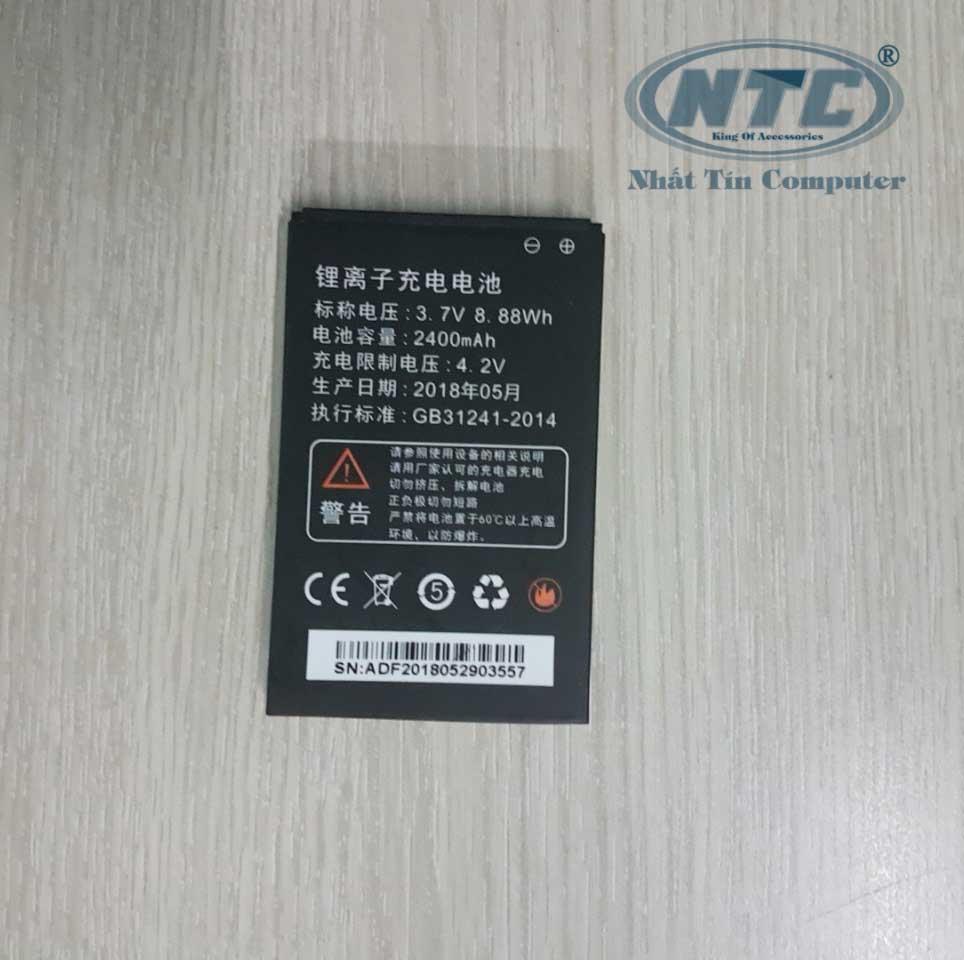 NTC®
King Of Accessories
Nhất Tín Computer
锂离子充电电池
标称电压:3.7V 8.88Wh
电池容量:2400mAh
充电限制电压:4.2V
生产日期:2018年05月
执行标准:GB31241-2014
请参照使用设备的相关说明
请用厂家认可的充电器充电
切勿挤压、拆解电池
正负极切勿短路
严禁将电池置于60℃以上高温
环境、以防爆炸。
警告
CE 5
SN:ADF2018052903557